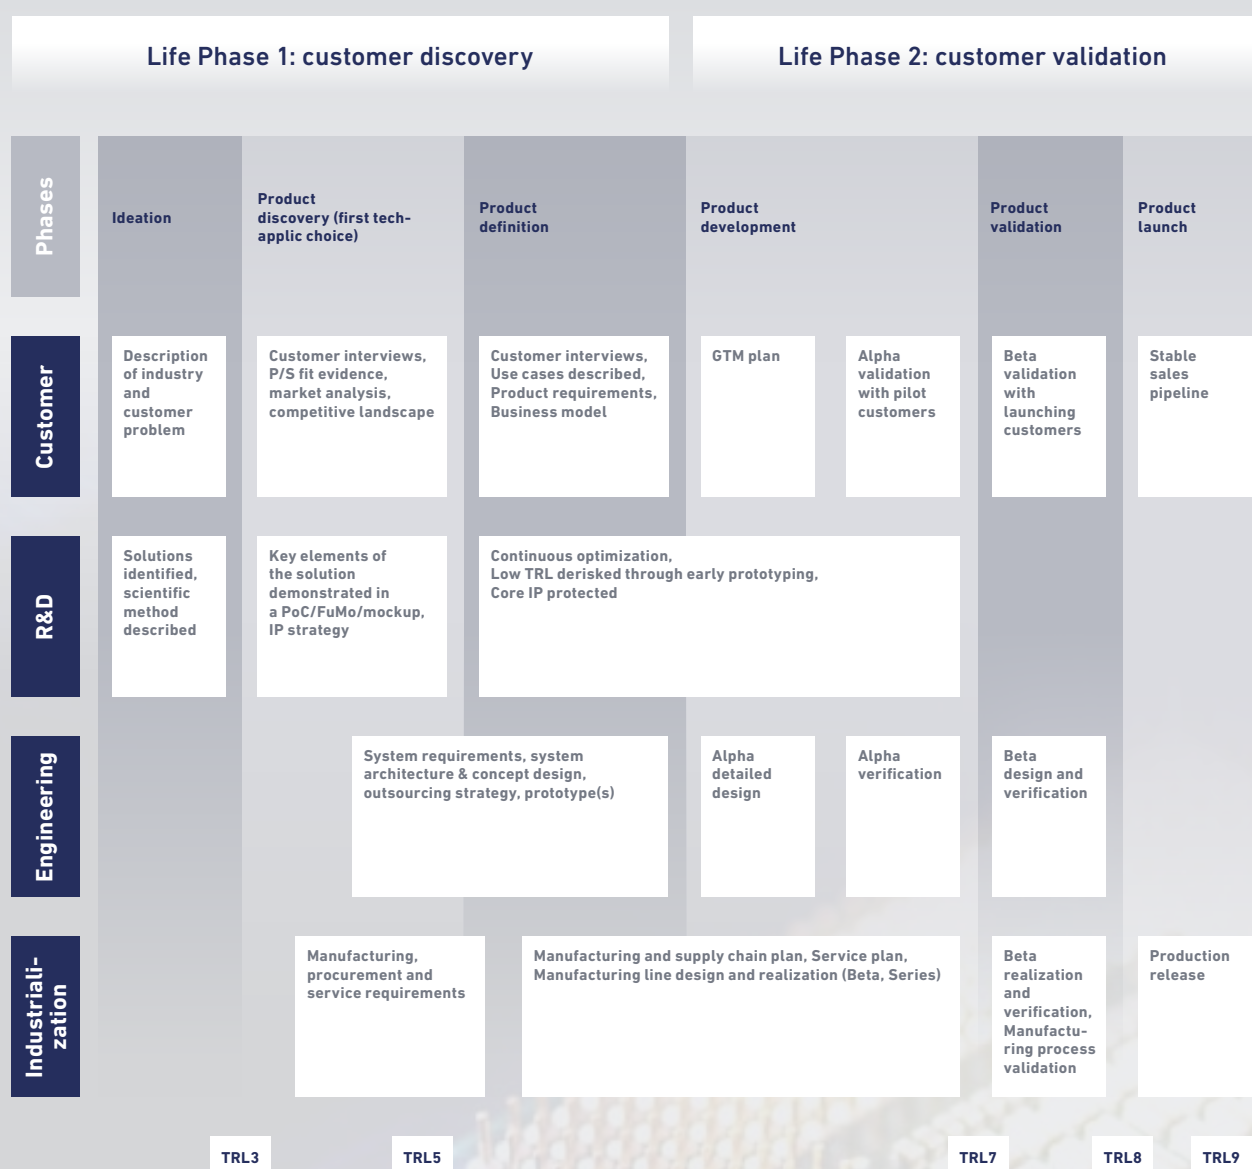 Life Phase 1: customer discovery
Life Phase 2: customer validation
Phases
Ideation
Product
discovery (first tech-
applic choice)
Product
definition
Product
development
Product
validation
Product
launch
Customer
Description
of industry
and
customer
problem
Customer interviews,
P/S fit evidence,
market analysis,
competitive landscape
Customer interviews,
Use cases described,
Product requirements,
Business model
GTM plan
Alpha
validation
with pilot
customers
Beta
validation
with
launching
customers
Stable
sales
pipeline
R&D
Solutions
identified,
scientific
method
described
Key elements of
the solution
demonstrated in
a PoC/FuMo/mockup,
IP strategy
Continuous optimization,
Low TRL derisked through early prototyping,
Core IP protected
Engineering
System requirements, system
architecture & concept design,
outsourcing strategy, prototype(s)
Alpha
detailed
design
Alpha
verification
Beta
design and
verification
Industriali-
zation
Manufacturing,
procurement and
service requirements
Manufacturing and supply chain plan, Service plan,
Manufacturing line design and realization (Beta, Series)
Beta
realization
and
verification,
Manufactu-
ring process
validation
Production
release
TRL3
TRL5
TRL7
TRL8
TRL9